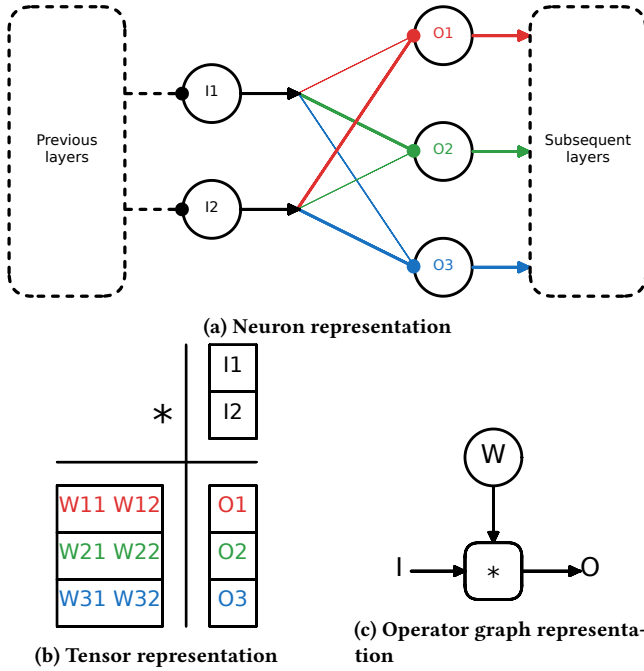 Previous
layers
I1
I2
O1
O2
O3
Subsequent
layers
(a) Neuron representation
*
I1
I2
W11 W12
O1
W21 W22
O2
W31 W32
O3
(b) Tensor representation
W
I
*
O
(c) Operator graph representa-
tion